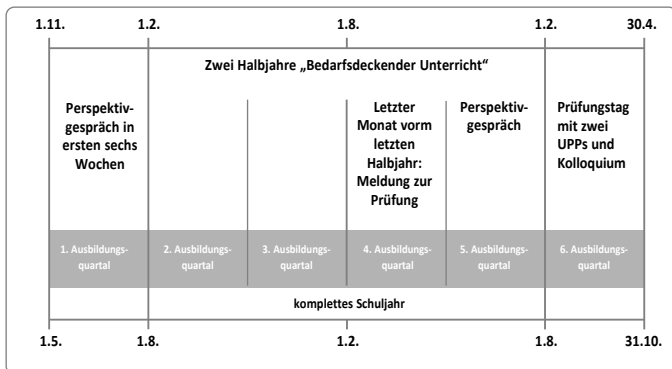 1.11. 1.2. 1.8. 1.2. 30.4.
Zwei Halbjahre „Bedarfsdeckender Unterricht“
Perspektiv-
gespräch in
ersten sechs
Wochen
Letzter
Monat vorm
letzten
Halbjahr:
Meldung zur
Prüfung
Perspektiv-
gespräch
Prüfungstag
mit zwei
UPPs und
Kolloquium
1. Ausbildungs-
quartal
2. Ausbildungs-
quartal
3. Ausbildungs-
quartal
4. Ausbildungs-
quartal
5. Ausbildungs-
quartal
6. Ausbildungs-
quartal
komplettes Schuljahr
1.5. 1.8. 1.2. 1.8. 31.10.